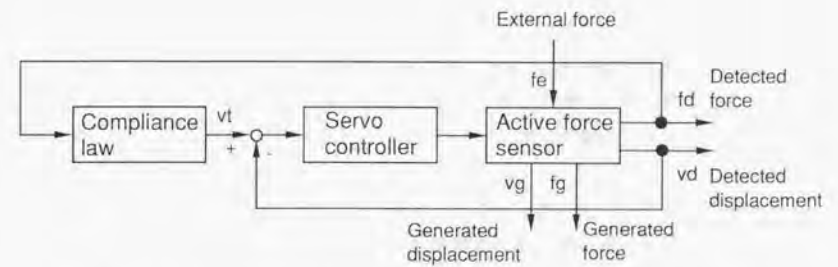 External force
fe
fd
Detected
force
Compliance
law
vt
+
-
Servo
controller
Active force
sensor
vd
Detected
displacement
vg
fg
Generated
displacement
Generated
force